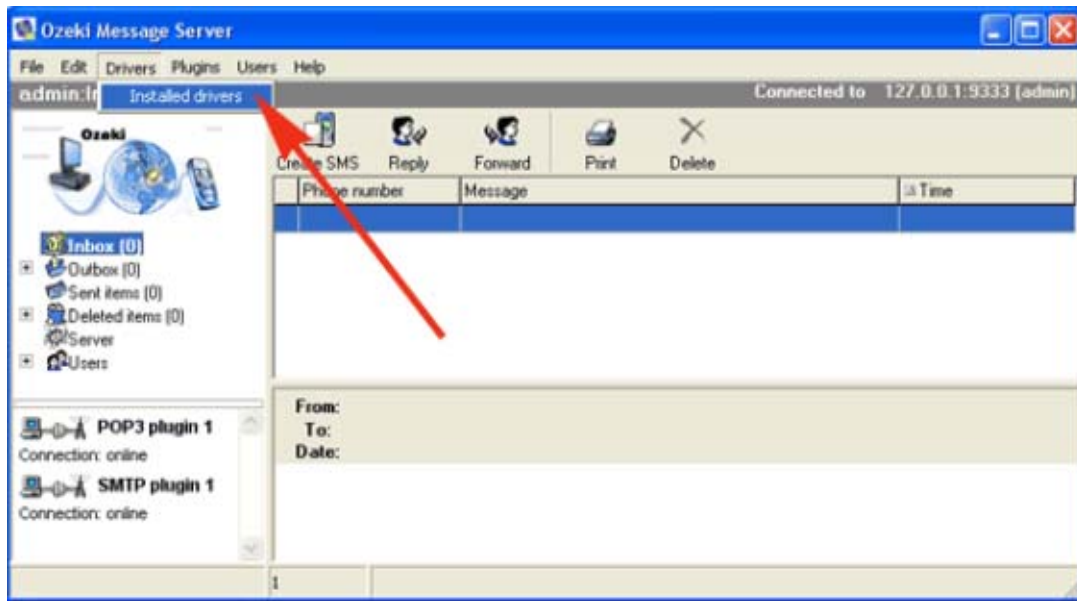 Ozeki Message Server
File Edit Drivers Plugins Users Help
admin:I
Connected to 127.0.0.1:9333 (admin)
Installed drivers
Ozeki
Create SMS Reply Forward Print Delete
Phone number Message Time
Inbox (0)
Outbox (0)
Sent items (0)
Deleted items (0)
Server
Users
From:
To:
Date:
POP3 plugin 1
Connection: online
SMTP plugin 1
Connection: online
1